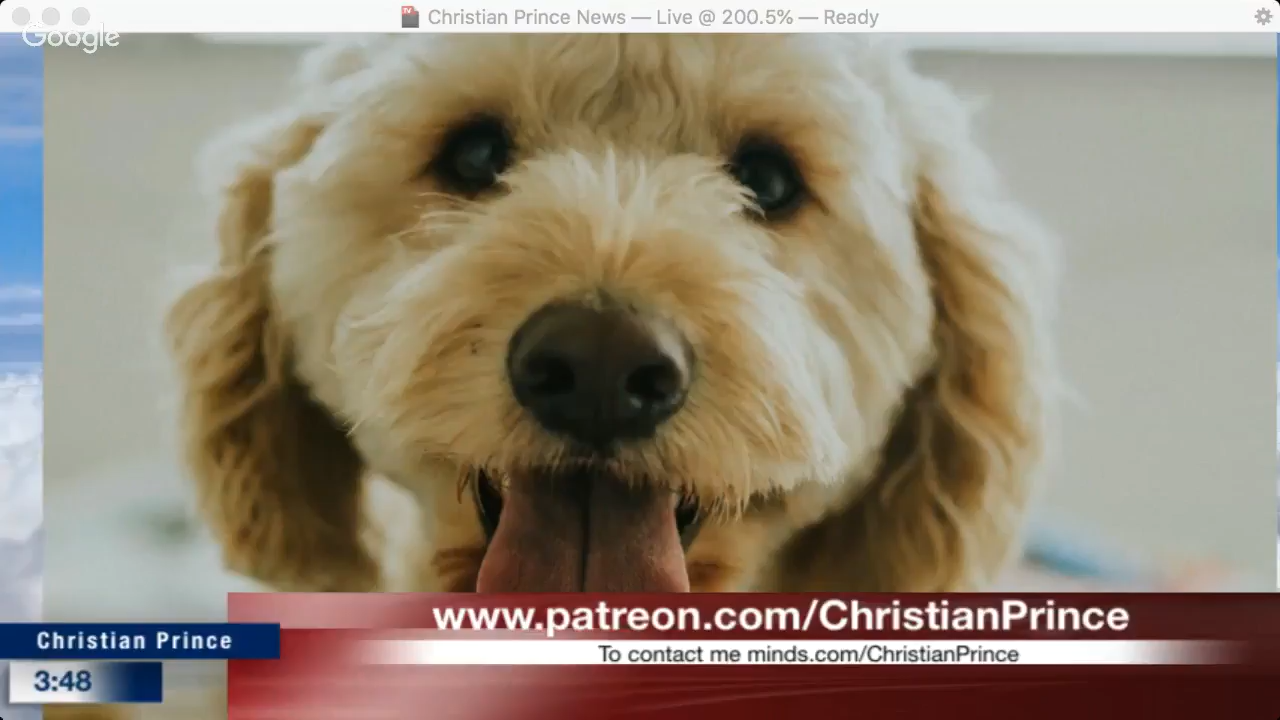 Christian Prince News — Live @ 200.5% — Ready
Google
www.patreon.com/ChristianPrince
Christian Prince
To contact me minds.com/ChristianPrince
3:48